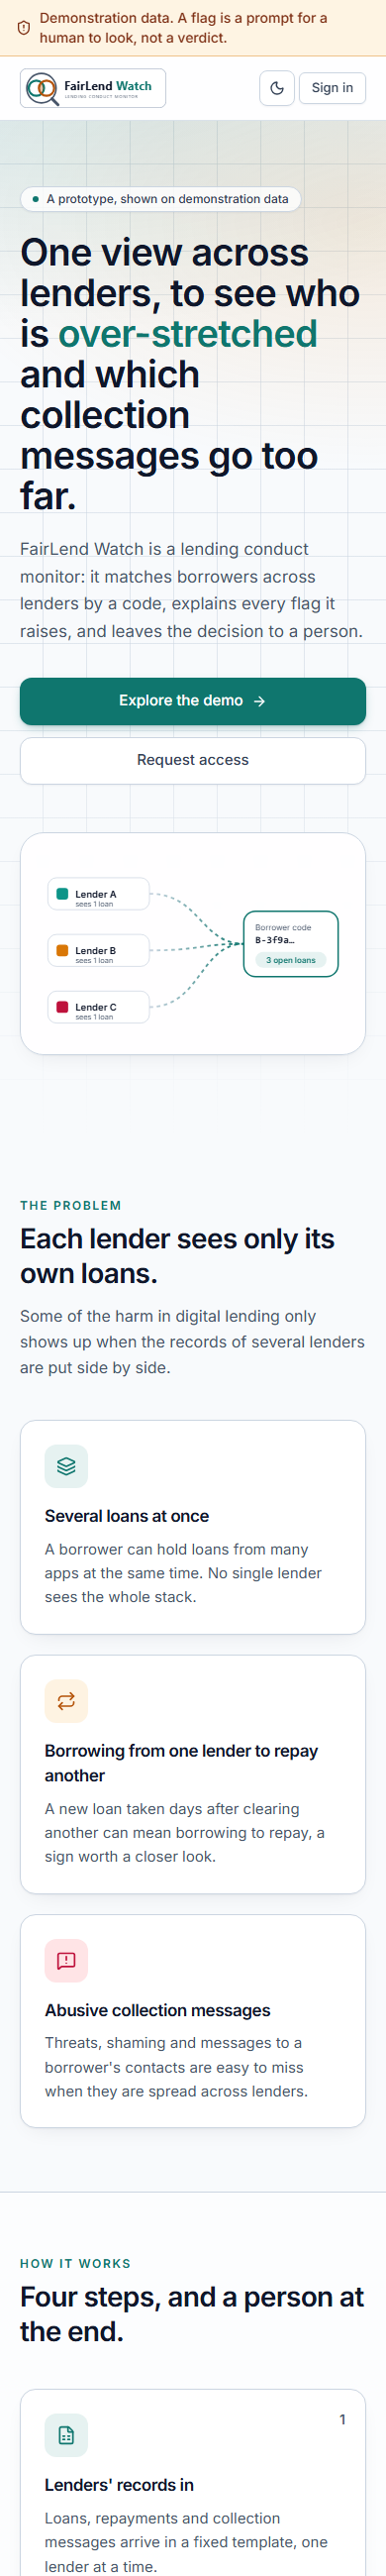 Demonstration data. A flag is a prompt for a
human to look, not a verdict.
FairLend Watch
LENDING CONDUCT MONITOR
Sign in
A prototype, shown on demonstration data
One view across
lenders, to see who
is over-stretched
and which
collection
messages go too
far.
FairLend Watch is a lending conduct
monitor: it matches borrowers across
lenders by a code, explains every flag it
raises, and leaves the decision to a person.
Explore the demo →
Request access
Lender A
sees 1 loan
Lender B
sees 1 loan
Lender C
sees 1 loan
Borrower code
B-3f9a…
3 open loans
THE PROBLEM
Each lender sees only its
own loans.
Some of the harm in digital lending only
shows up when the records of several lenders
are put side by side.
Several loans at once
A borrower can hold loans from many
apps at the same time. No single lender
sees the whole stack.
Borrowing from one lender to repay
another
A new loan taken days after clearing
another can mean borrowing to repay, a
sign worth a closer look.
Abusive collection messages
Threats, shaming and messages to a
borrower's contacts are easy to miss
when they are spread across lenders.
HOW IT WORKS
Four steps, and a person at
the end.
1
Lenders' records in
Loans, repayments and collection
messages arrive in a fixed template, one
lender at a time.